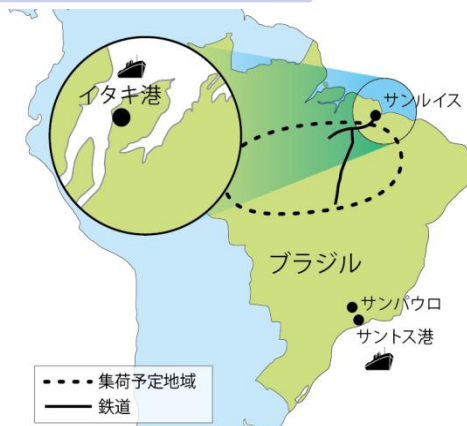 イタキ港
サンルイス
ブラジル
サンパウロ
サントス港
集荷予定地域
鉄道